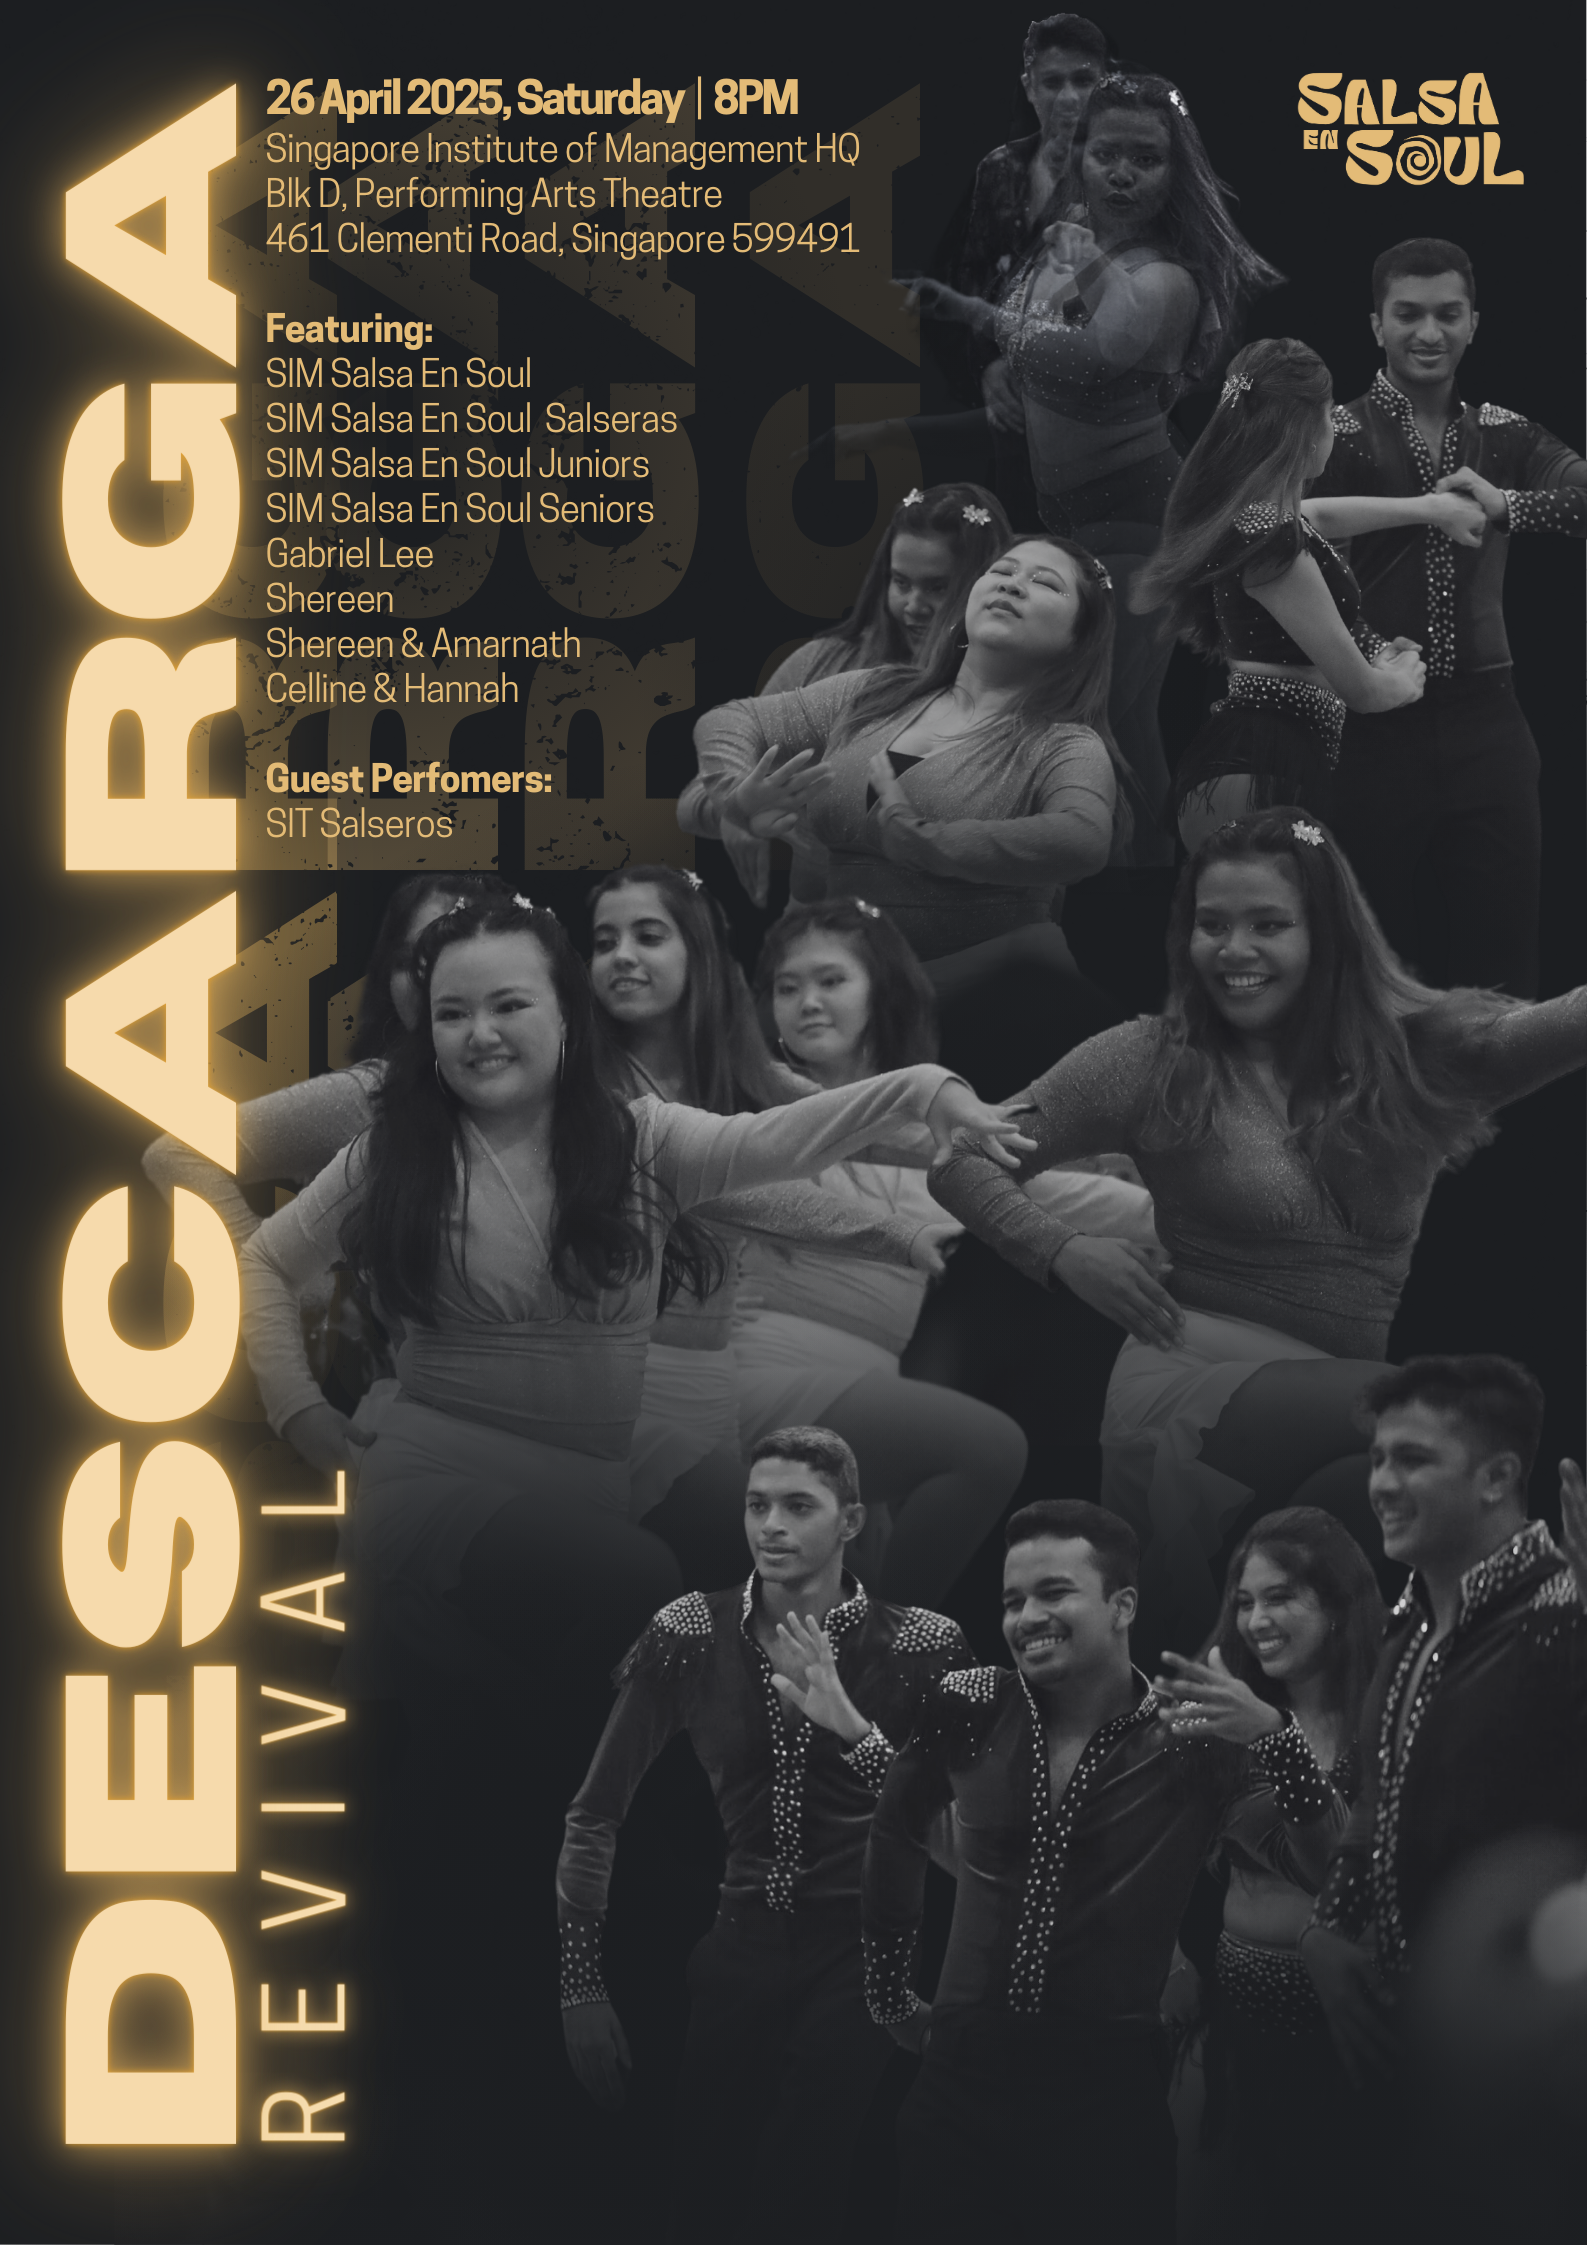 DESCARGA
REVIVAL
26 April 2025, Saturday | 8PM
Singapore Institute of Management HQ
Blk D, Performing Arts Theatre
461 Clementi Road, Singapore 599491
Featuring:
SIM Salsa En Soul
SIM Salsa En Soul Salseras
SIM Salsa En Soul Juniors
SIM Salsa En Soul Seniors
Gabriel Lee
Shereen
Shereen & Amarnath
Celline & Hannah
Guest Perfomers:
SIT Salseros
SALSA
EN SOUL